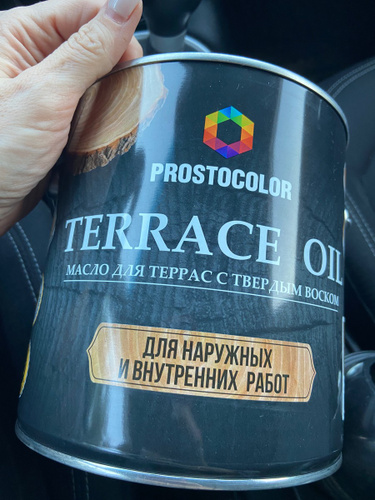 PROSTOCOLOR
TERRACE OIL
МАСЛО ДЛЯ ТЕРРАС С ТВЕРДЫМ ВОСКОМ
ДЛЯ НАРУЖНЫХ
И ВНУТРЕННИХ РАБОТ